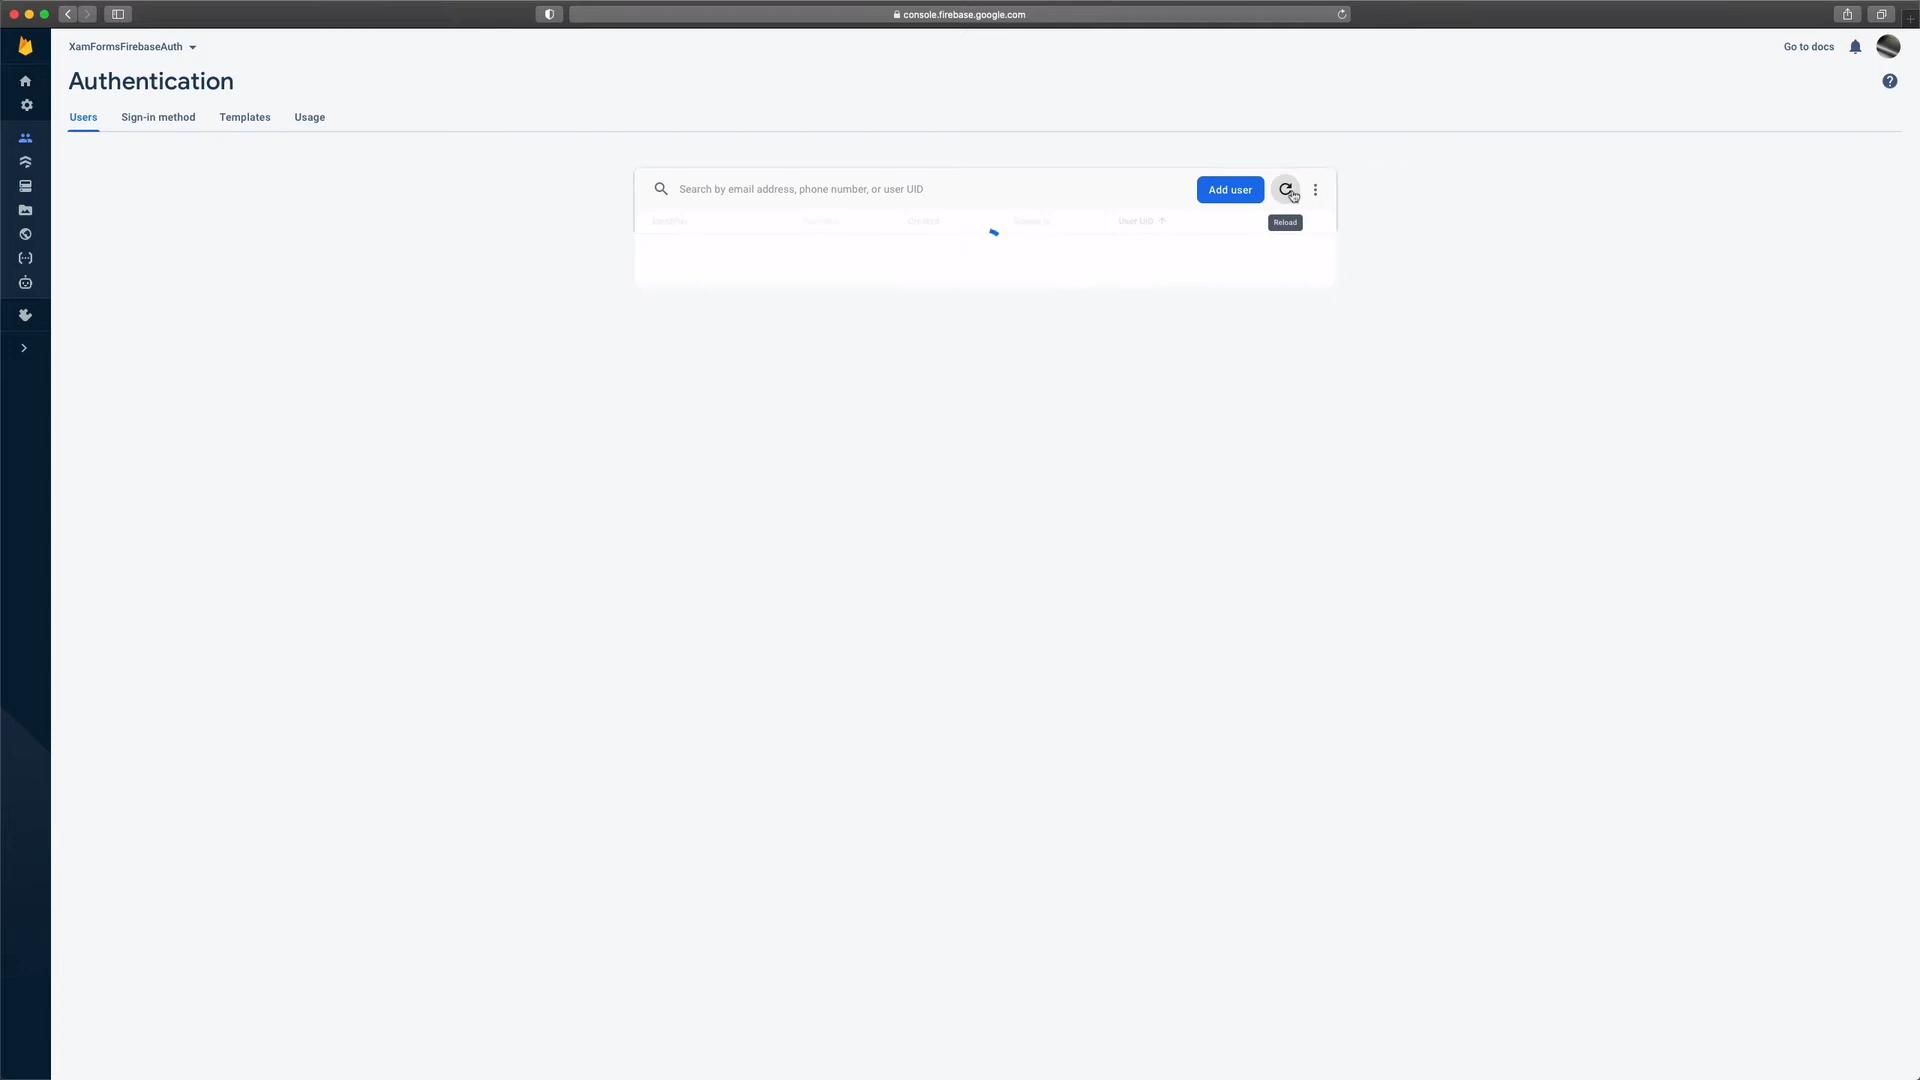 console.firebase.google.com
XamFormsFirebaseAuth
Go to docs
Authentication
Users Sign-in method Templates Usage
Search by email address, phone number, or user UID
Add user
Identifier Providers Created Signed In User UID
Reload